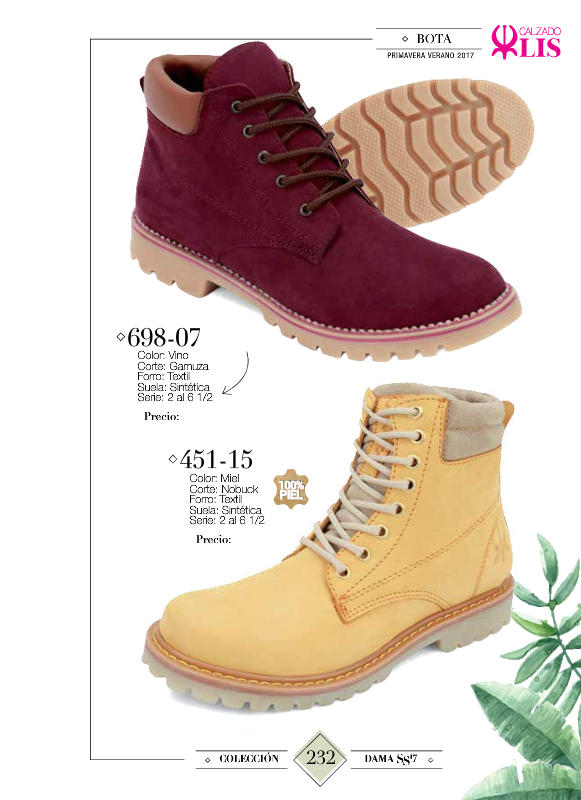 BOTA
PRIMAVERA VERANO 2017
CALZADO
LIS
698-07
Color: Vino
Corte: Gamuza
Forro: Textil
Suela: Sintética
Serie: 2 al 6 1/2
Precio:
451-15
Color: Miel
Corte: Nobuck
Forro: Textil
Suela: Sintética
Serie: 2 al 6 1/2
Precio:
100%
PIEL
COLECCIÓN
232
DAMA SS'7